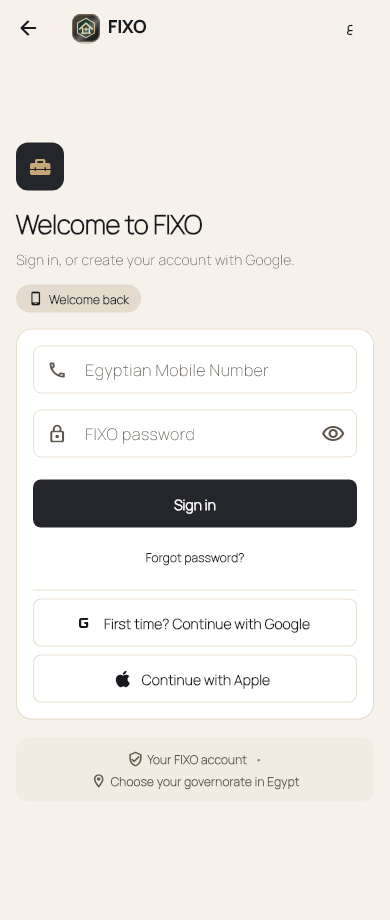 FIXO
ع
Welcome to FIXO
Sign in, or create your account with Google.
Welcome back
Egyptian Mobile Number
FIXO password
Sign in
Forgot password?
G First time? Continue with Google
Continue with Apple
Your FIXO account •
Choose your governorate in Egypt